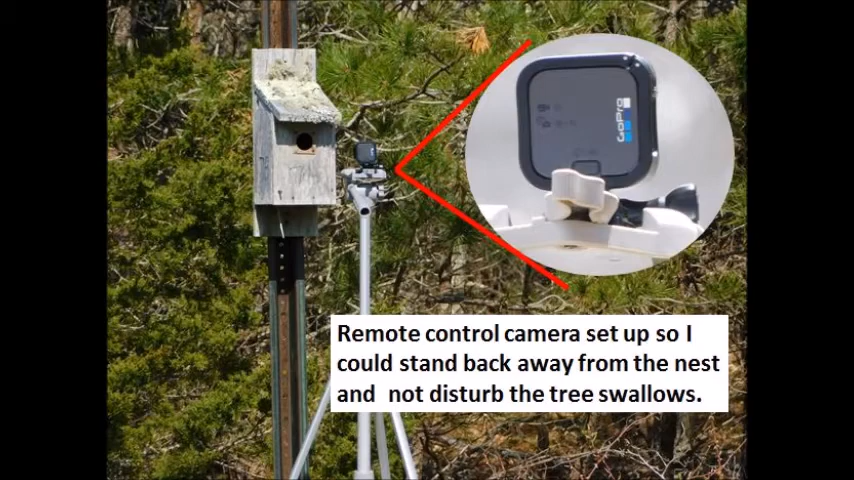 GoPro
Remote control camera set up so I
could stand back away from the nest
and not disturb the tree swallows.